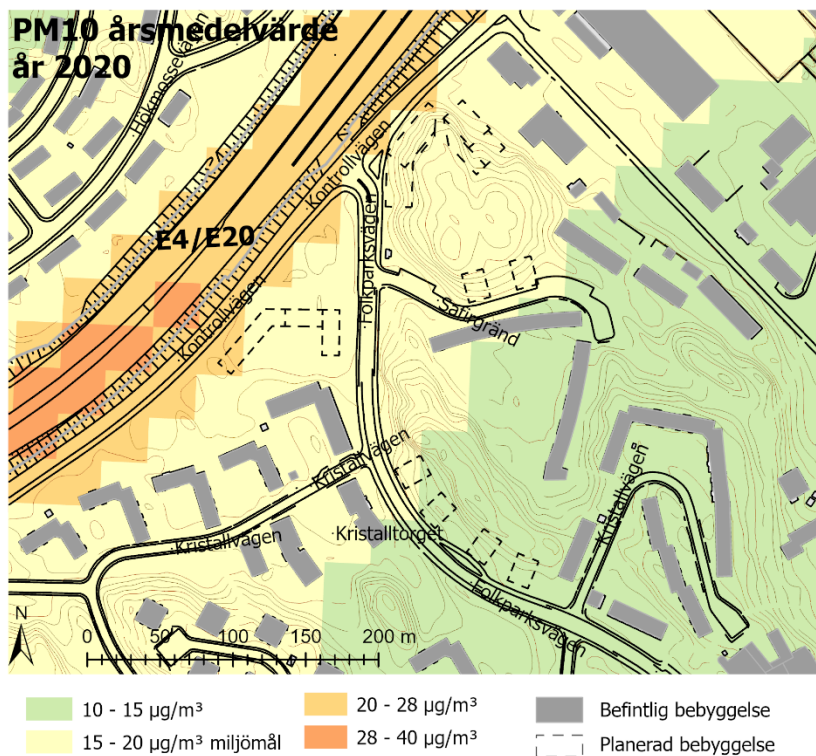 PM10 årsmedelvärde
år 2020
Hökmossevägen
Kontrollvägen
E4/E20
Folkparksvägen
Kontrollvägen
Safirgränd
Kristallvägen
Kristallvägen
Kristallvägen
Kristalltorget
Folkparksvägen
N
0 50 100 200 m
10 - 15 µg/m³
15 - 20 µg/m³ miljömål
20 - 28 µg/m³
28 - 40 µg/m³
Befintlig bebyggelse
Planerad bebyggelse